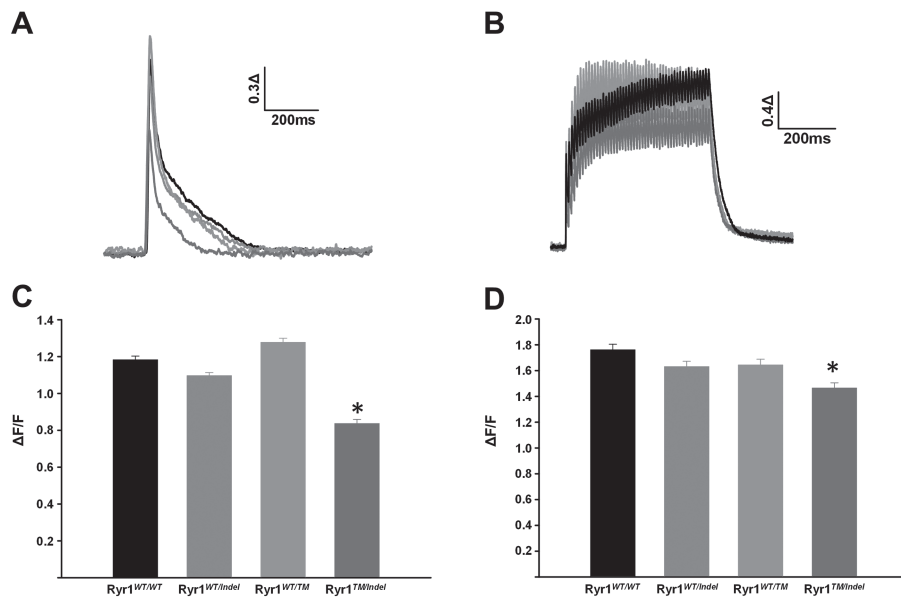 A
0.3Δ
200ms
B
0.4Δ
200ms
C
ΔF/F
1.4
1.2
1.0
0.8
0.6
0.4
0.2
*
Ryr1WT/WT
Ryr1WT/Indel
Ryr1WT/TM
Ryr1TM/Indel
D
ΔF/F
2.0
1.8
1.6
1.4
1.2
1.0
0.8
0.6
0.4
0.2
*
Ryr1WT/WT
Ryr1WT/Indel
Ryr1WT/TM
Ryr1TM/Indel